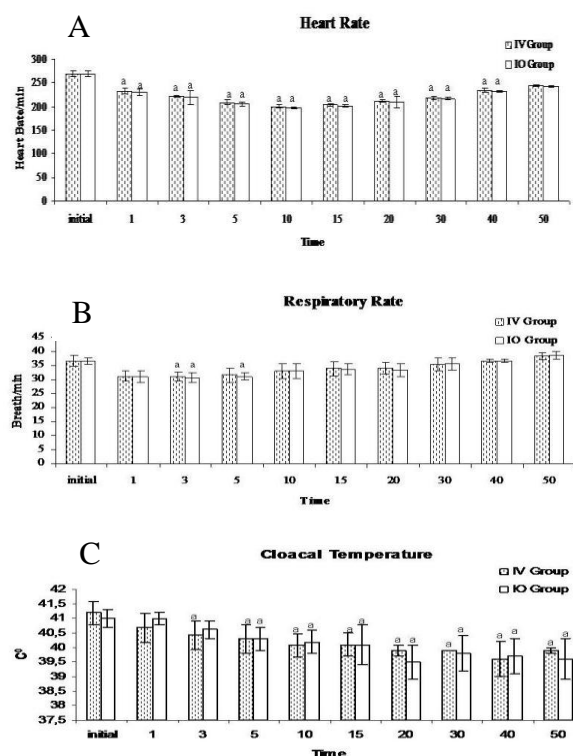 A
Heart Rate
IV Group
IO Group
300
250
200
150
100
50
0
Heart Rate/min
a a a a a a a a a a a a a a a a
initial 1 3 5 10 15 20 30 40 50
Time
B
Respiratory Rate
IV Group
IO Group
45
40
35
30
25
20
15
10
5
0
Breath/min
a a a
initial 1 3 5 10 15 20 30 40 50
Time
C
Cloacal Temperature
IV Group
IO Group
42
41,5
41
40,5
40
39,5
39
38,5
38
37,5
C⁰
a a a a a a a a a a a a a a a
initial 1 3 5 10 15 20 30 40 50
Time